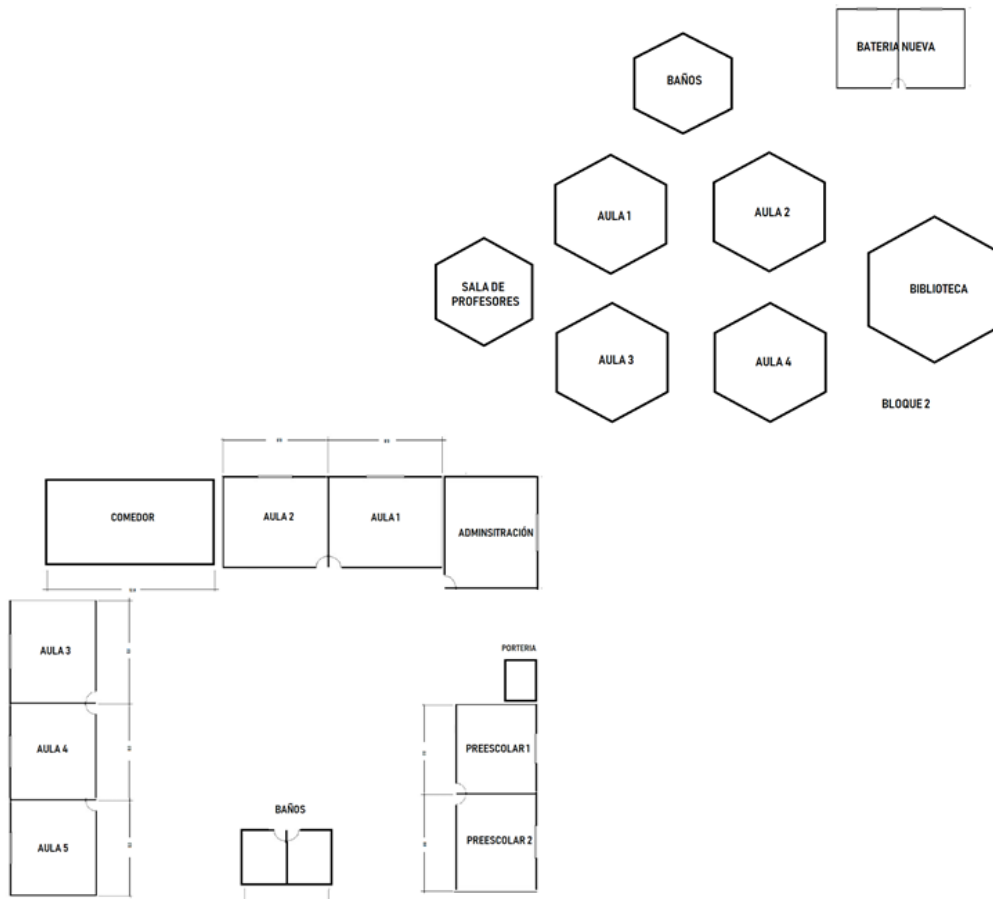 BATERIA NUEVA
BAÑOS
AULA 1
AULA 2
SALA DE
PROFESORES
BIBLIOTECA
AULA 3
AULA 4
BLOQUE 2
COMEDOR
AULA 2
AULA 1
ADMINSITRACIÓN
AULA 3
PORTERIA
AULA 4
PREESCOLAR 1
BAÑOS
AULA 5
PREESCOLAR 2